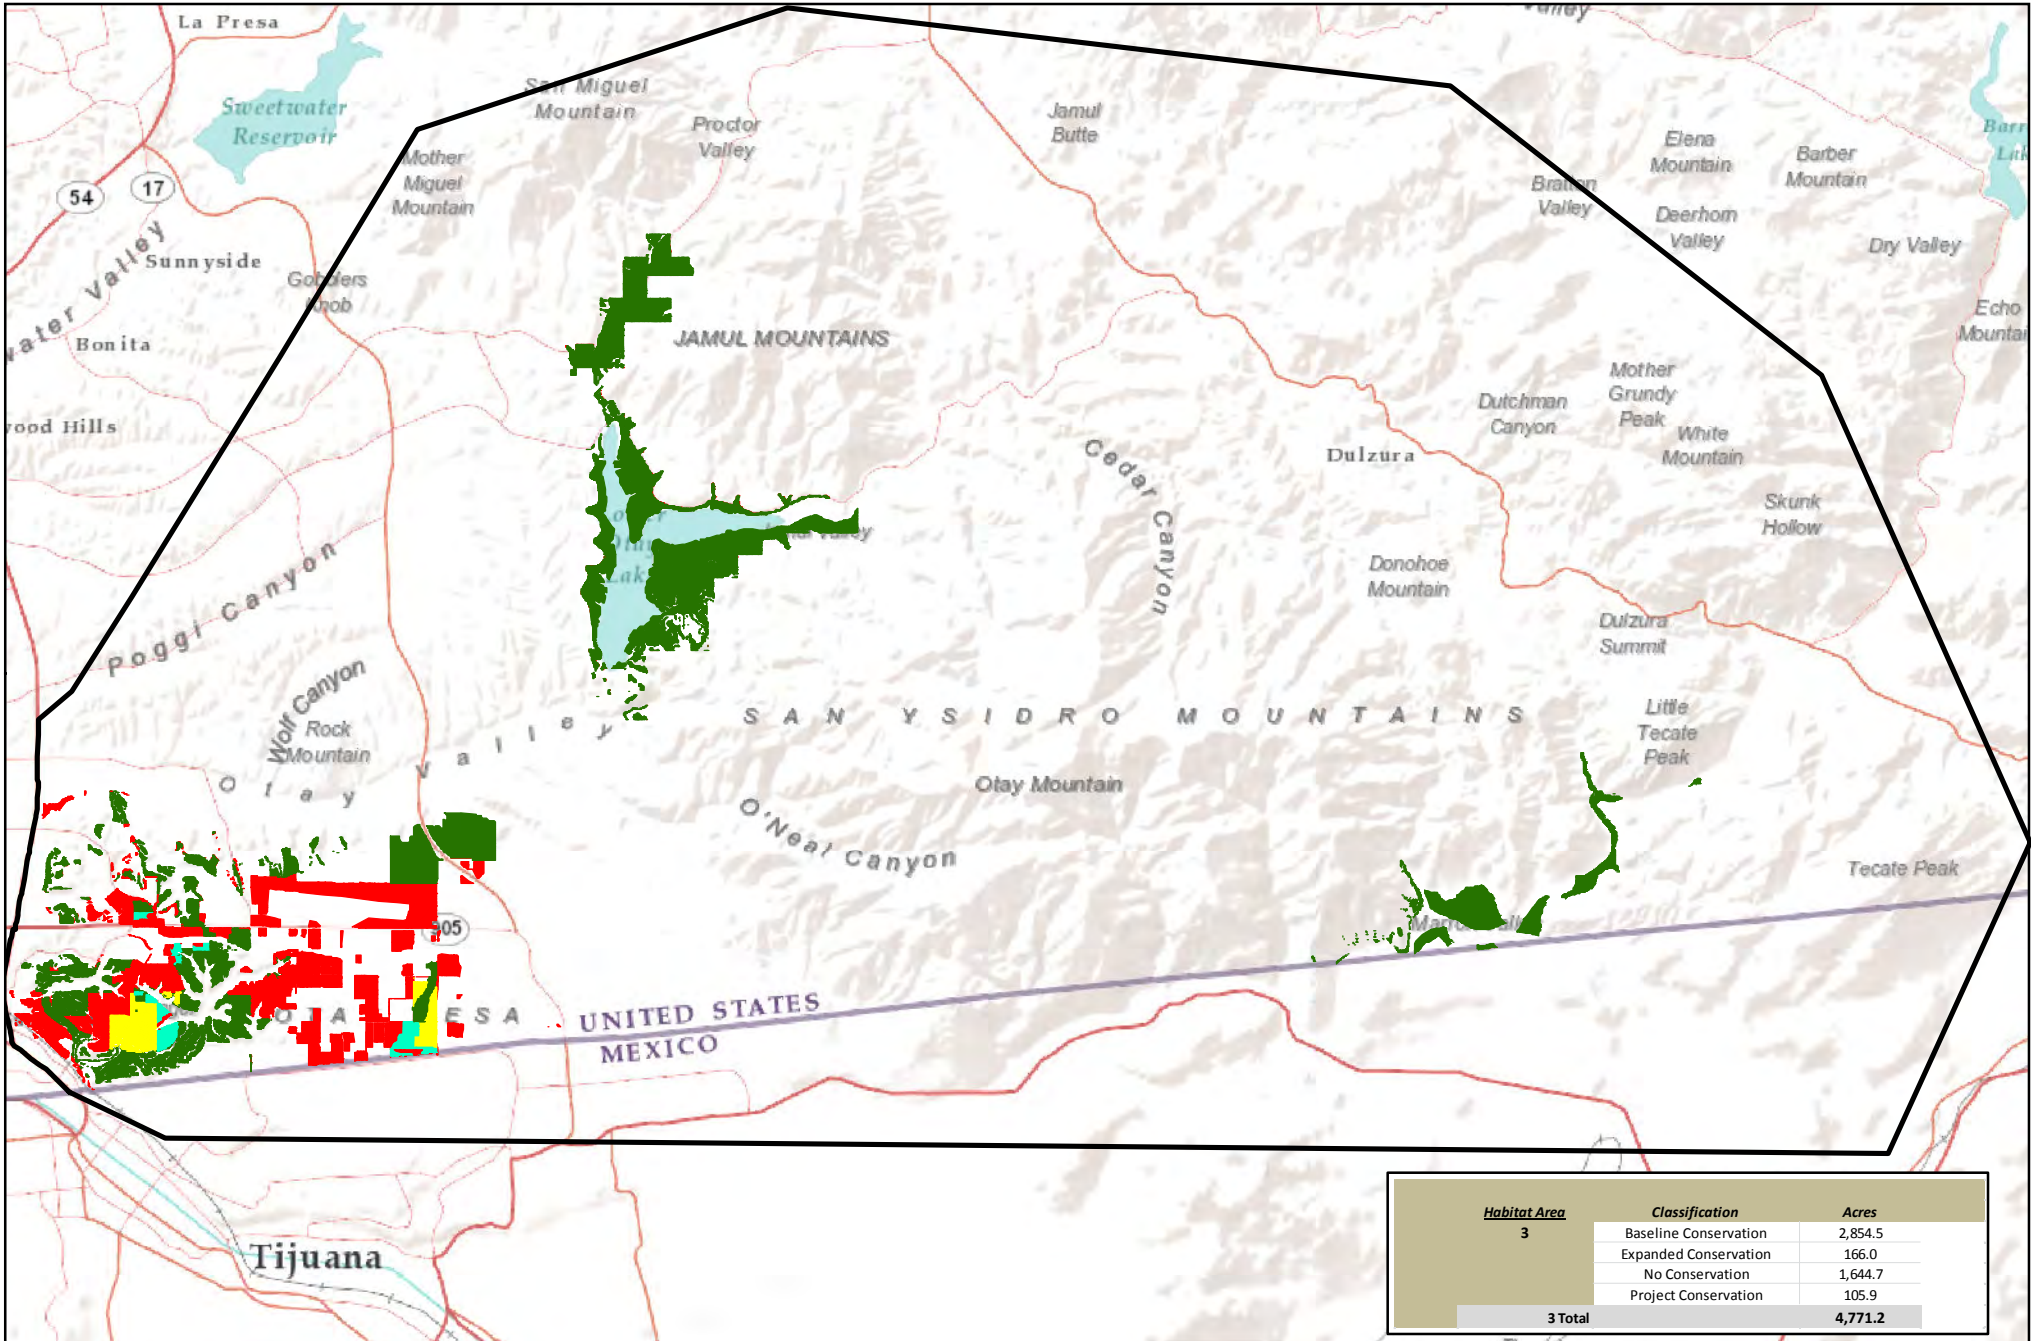 La Presa
Valley
San Miguel
Mountain
Sweetwater
Reservoir
Proctor
Valley
Jamul
Butte
Elena
Mountain
Barber
Mountain
Mother
Miguel
Mountain
54
17
Bratton
Valley
Deerhorn
Valley
Dry Valley
Sunnyside
Gobblers
Knob
Echo
Bonita
JAMUL MOUNTAINS
Mother
Grundy
Peak
Dutchman
Canyon
White
Mountain
Cedar Canyon
Dulzura
Skunk
Hollow
Donohoe
Mountain
Poggi Canyon
Dulzura
Summit
Wolf Canyon
Rock
Mountain
Otay Valley
SAN YSIDRO MOUNTAINS
Little
Tecate
Peak
Otay Mountain
O'Neal Canyon
Tecate Peak
UNITED STATES
MEXICO
Tijuana
Habitat Area Classification Acres
3 Baseline Conservation 2,854.5
Expanded Conservation 166.0
No Conservation 1,644.7
Project Conservation 105.9
3 Total 4,771.2